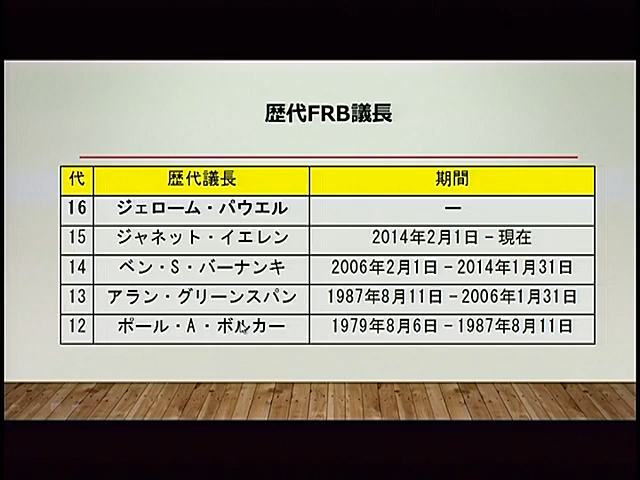 歴代FRB議長
代 歴代議長 期間
16 ジェローム・パウエル ―
15 ジャネット・イエレン 2014年2月1日－現在
14 ベン・S・バーナンキ 2006年2月1日－2014年1月31日
13 アラン・グリーンスパン 1987年8月11日－2006年1月31日
12 ポール・A・ボルカー 1979年8月6日－1987年8月11日